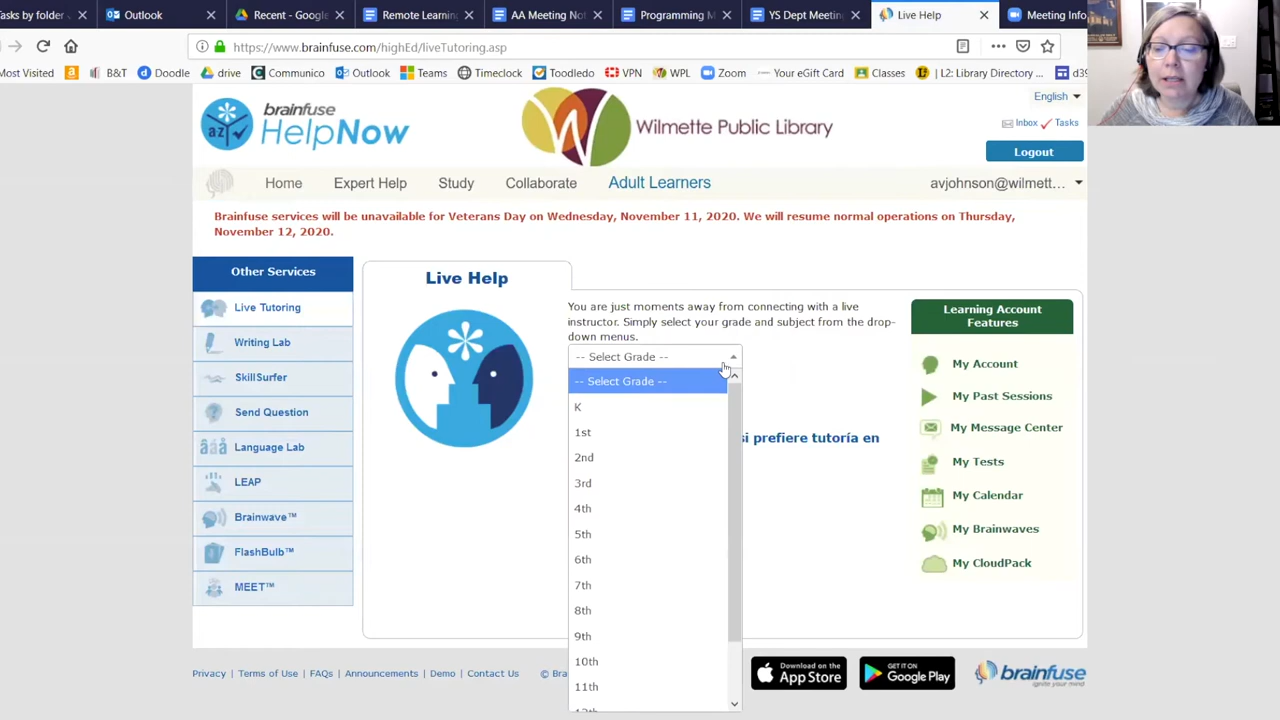 Tasks by folder
Outlook
Recent - Google
Remote Learning
AA Meeting Not
Programming M
YS Dept Meeting
Live Help
Meeting Info
https://www.brainfuse.com/highEd/liveTutoring.asp
Most Visited
B&T
Doodle
drive
Communico
Outlook
Teams
Timeclock
Toodledo
VPN
WPL
Zoom
Your eGift Card
Classes
L2: Library Directory ...
d39
brainfuse
HelpNow
Wilmette Public Library
English
Inbox
Tasks
Logout
Home
Expert Help
Study
Collaborate
Adult Learners
avjohnson@wilmett...
Brainfuse services will be unavailable for Veterans Day on Wednesday, November 11, 2020. We will resume normal operations on Thursday,
November 12, 2020.
Other Services
Live Tutoring
Writing Lab
SkillSurfer
Send Question
Language Lab
LEAP
Brainwave™
FlashBulb™
MEET™
Live Help
You are just moments away from connecting with a live
instructor. Simply select your grade and subject from the drop-
down menus.
-- Select Grade --
-- Select Grade --
K
1st
2nd
3rd
4th
5th
6th
7th
8th
9th
10th
11th
12th
si prefiere tutoría en
Learning Account
Features
My Account
My Past Sessions
My Message Center
My Tests
My Calendar
My Brainwaves
My CloudPack
Privacy | Terms of Use | FAQs | Announcements | Demo | Contact Us
© Bra
Download on the
App Store
GET IT ON
Google Play
brainfuse
ignite your mind